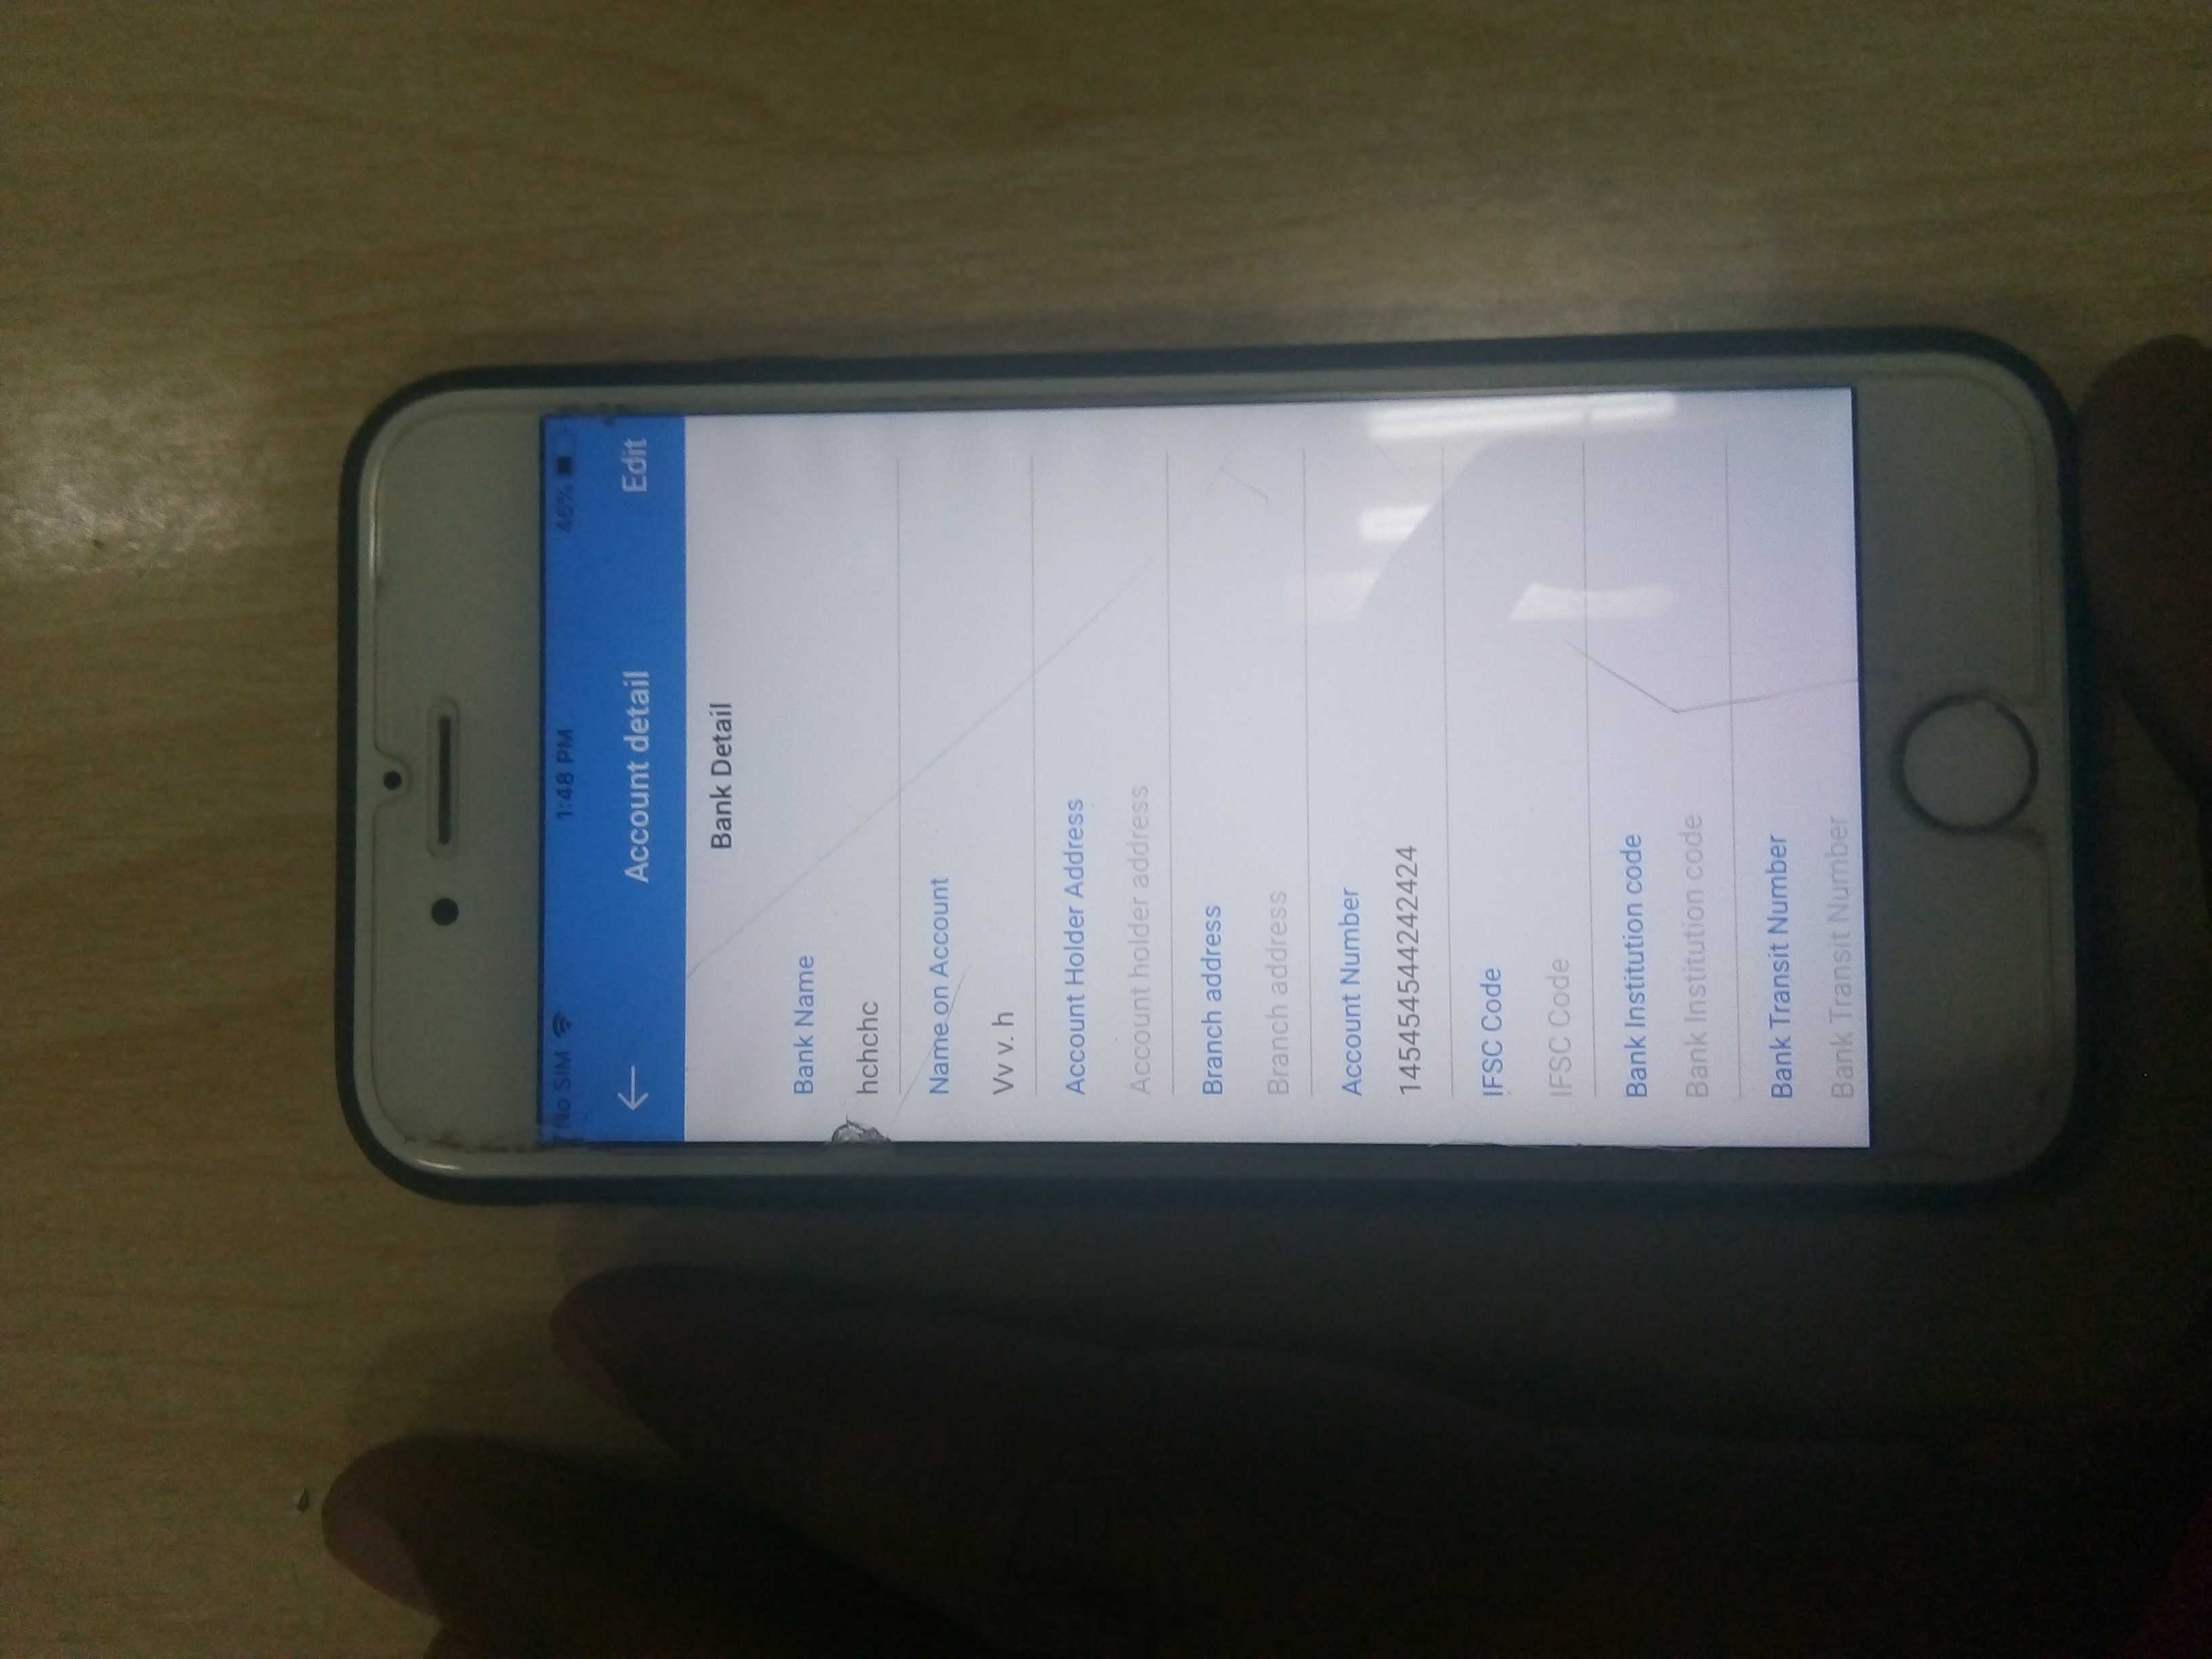 No SIM 1:48 PM 46%
Account detail Edit
Bank Detail
Bank Name
hchchc
Name on Account
Vv v. h
Account Holder Address
Account holder address
Branch address
Branch address
Account Number
1454545442424​24
IFSC Code
IFSC Code
Bank Institution code
Bank Institution code
Bank Transit Number
Bank Transit Number